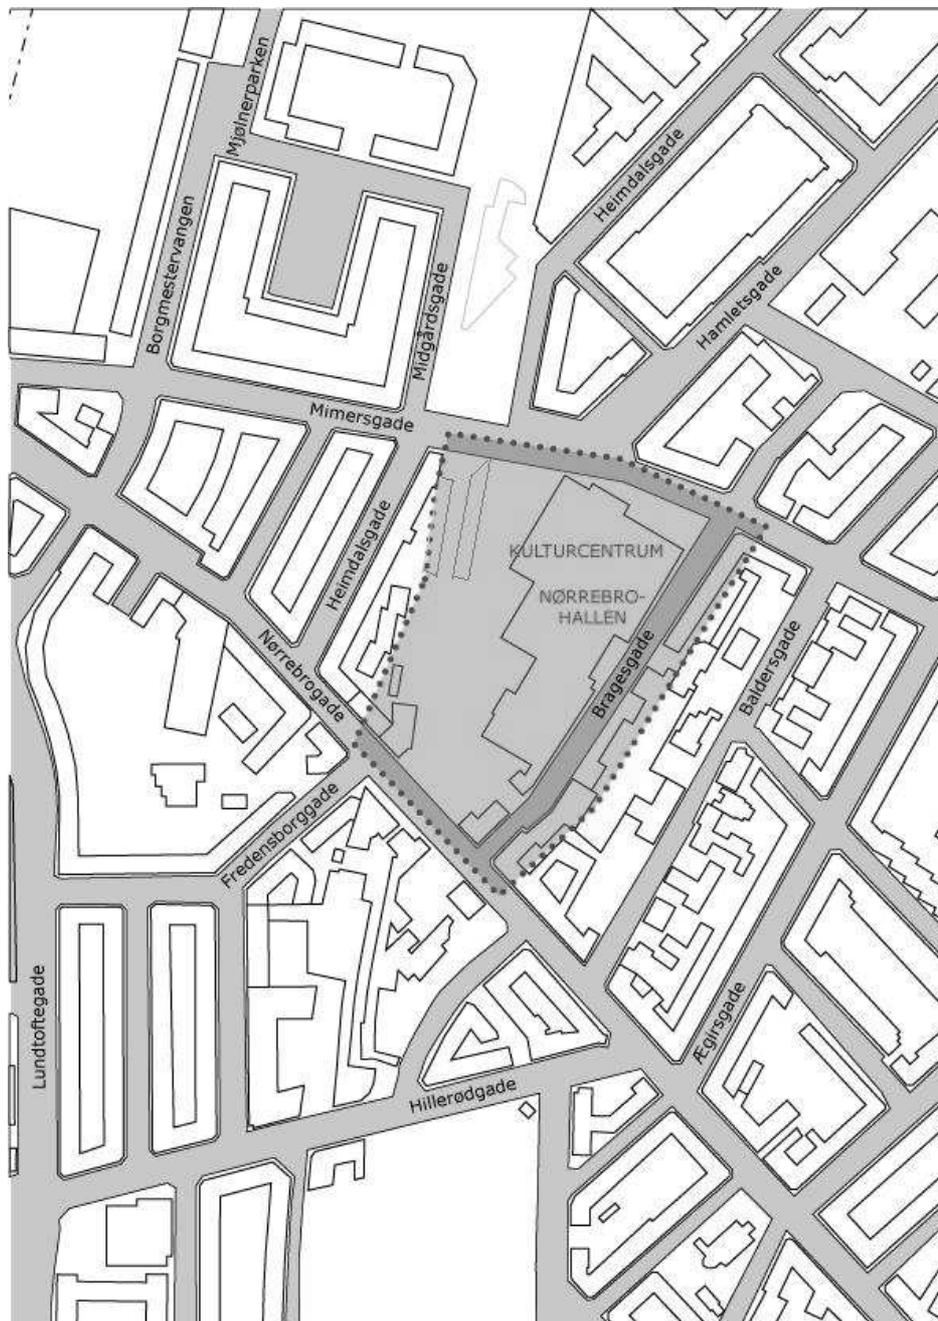 Mjølnerparken
Heimdalsgade
Borgmestervangen
Midgårdsgade
Hamletsgade
Mimersgade
Heimdalsgade
KULTURCENTRUM
NØRREBRO-
HALLEN
Nørrebrogade
Bragesgade
Baldersgade
Fredensborggade
Lundtoftegade
Ægirsgade
Hillerødgade